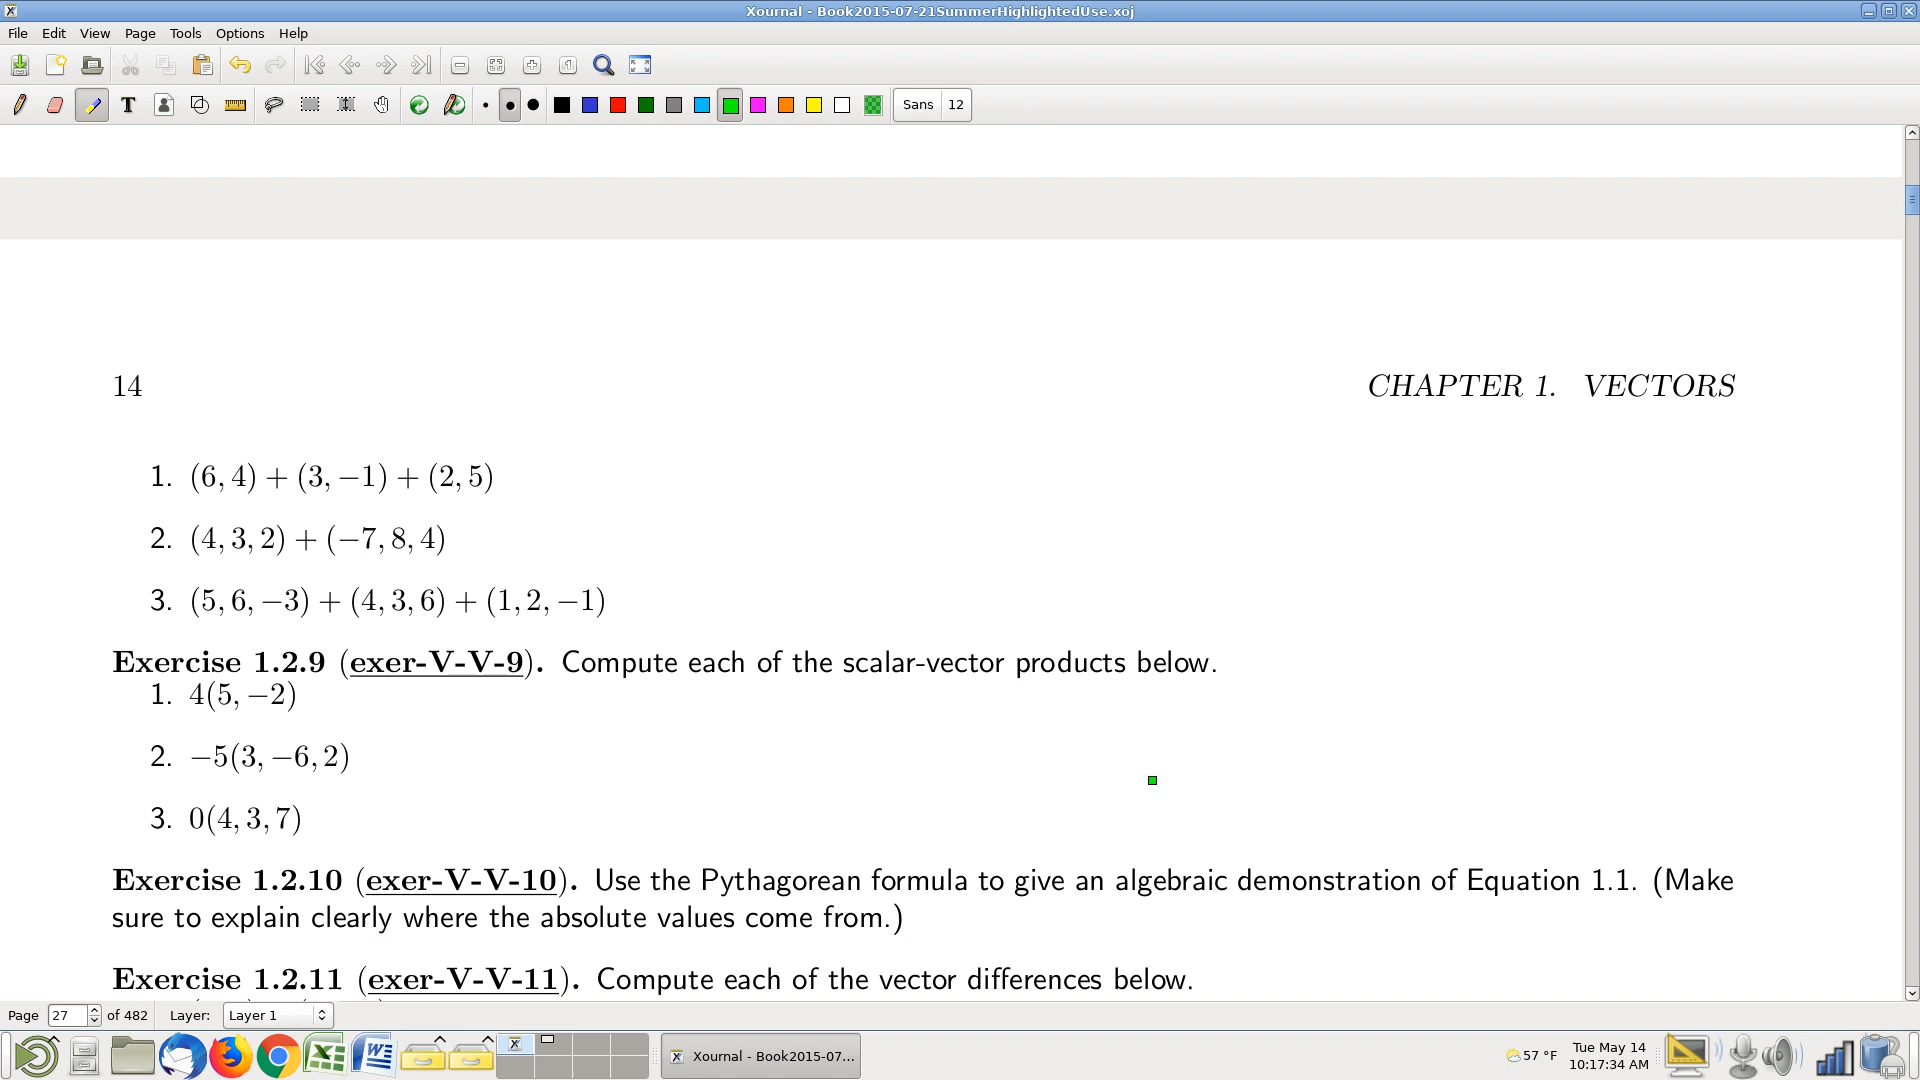 Xournal - Book2015-07-21SummerHighlightedUse.xoj
File Edit View Page Tools Options Help
Sans 12
14 CHAPTER 1. VECTORS
1. (6, 4) + (3, −1) + (2, 5)
2. (4, 3, 2) + (−7, 8, 4)
3. (5, 6, −3) + (4, 3, 6) + (1, 2, −1)
Exercise 1.2.9 (exer-V-V-9). Compute each of the scalar-vector products below.
1. 4(5, −2)
2. −5(3, −6, 2)
3. 0(4, 3, 7)
Exercise 1.2.10 (exer-V-V-10). Use the Pythagorean formula to give an algebraic demonstration of Equation 1.1. (Make
sure to explain clearly where the absolute values come from.)
Exercise 1.2.11 (exer-V-V-11). Compute each of the vector differences below.
Page 27 of 482 Layer: Layer 1
Xournal - Book2015-07...
57 °F
Tue May 14
10:17:34 AM